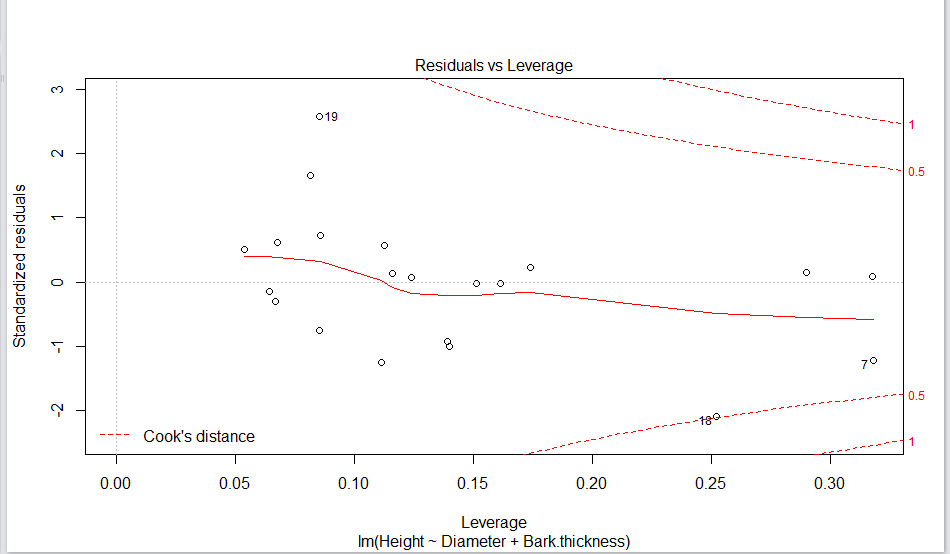 Residuals vs Leverage
Standardized residuals
3
2
1
0
-1
-2
19
18
7
1
0.5
0.5
1
Cook's distance
0.00 0.05 0.10 0.15 0.20 0.25 0.30
Leverage
lm(Height ~ Diameter + Bark.thickness)